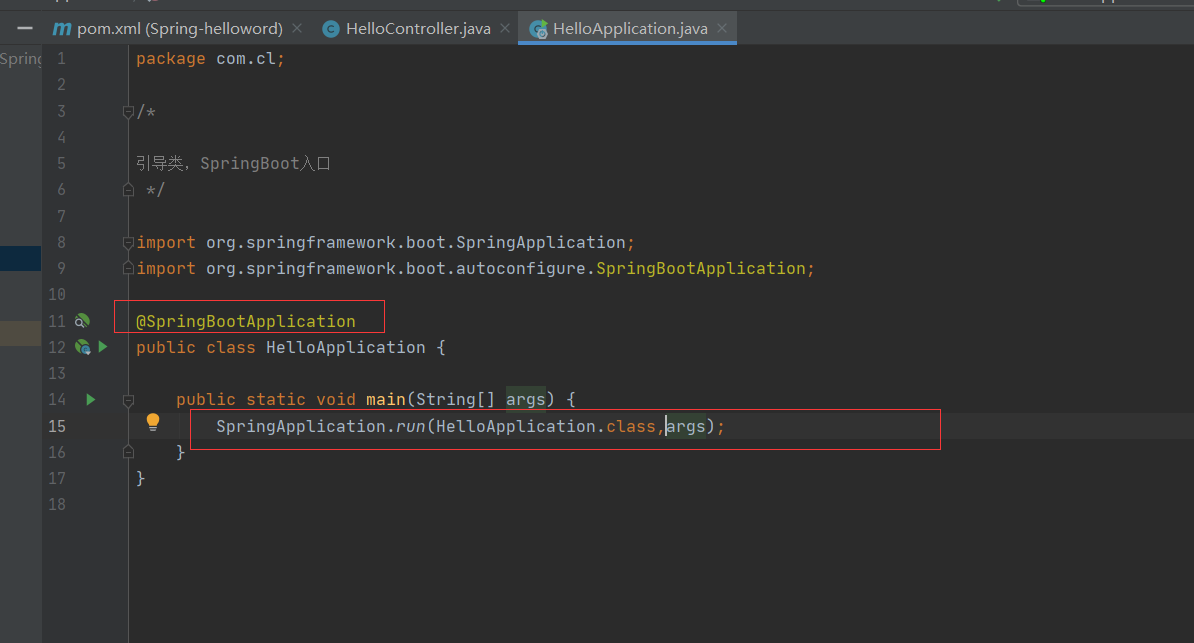 pom.xml (Spring-helloword) HelloController.java HelloApplication.java
Spring
1 package com.cl;
2
3 /*
4
5 引导类，SpringBoot入口
6 */
7
8 import org.springframework.boot.SpringApplication;
9 import org.springframework.boot.autoconfigure.SpringBootApplication;
10
11 @SpringBootApplication
12 public class HelloApplication {
13
14 public static void main(String[] args) {
15 SpringApplication.run(HelloApplication.class,args);
16 }
17 }
18